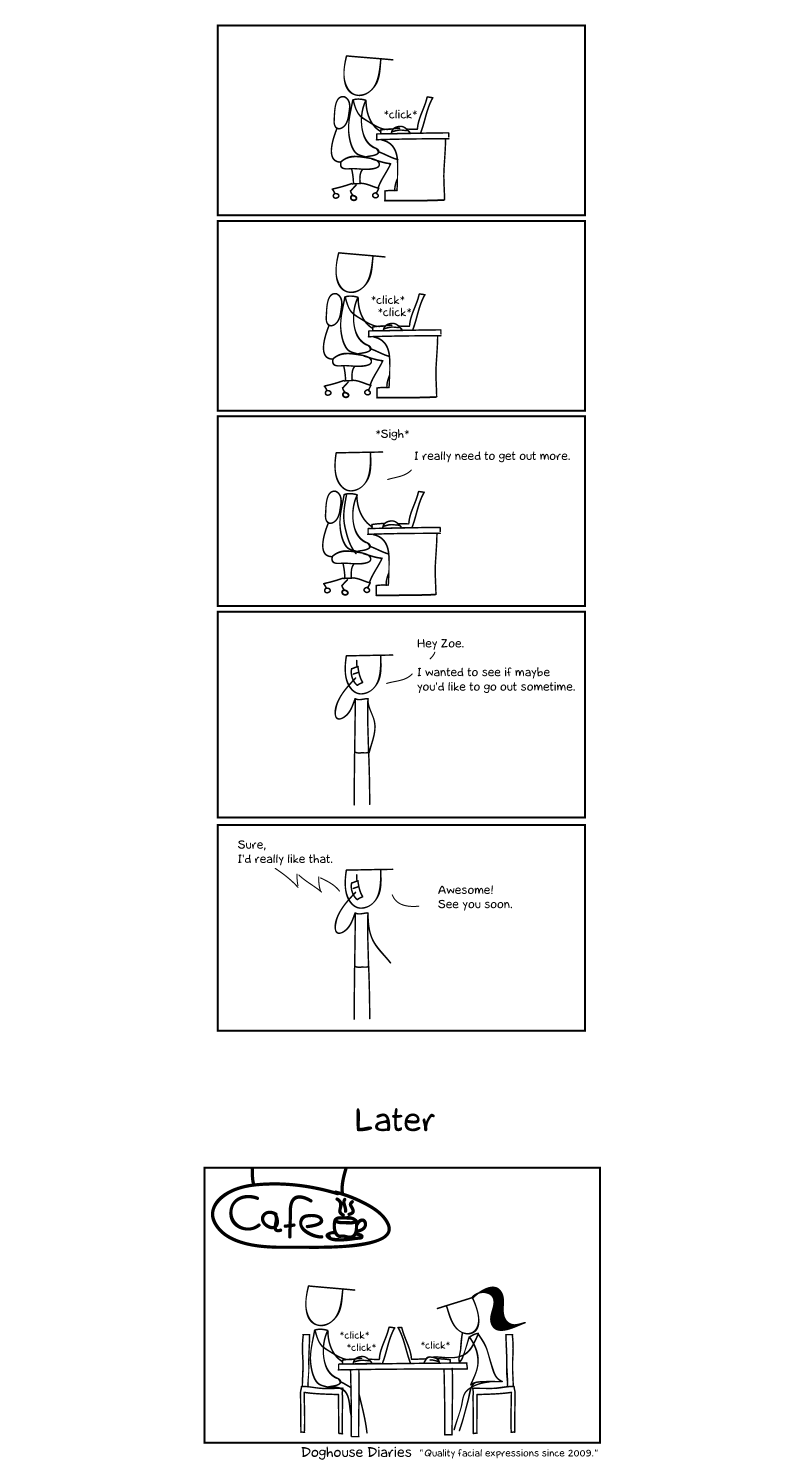 *click*
*click*
*click*
*Sigh*
I really need to get out more.
Hey Zoe.
I wanted to see if maybe
you'd like to go out sometime.
Sure,
I'd really like that.
Awesome!
See you soon.
Later
Cafe
*click*
*click*
*click*
Doghouse Diaries "Quality facial expressions since 2009."